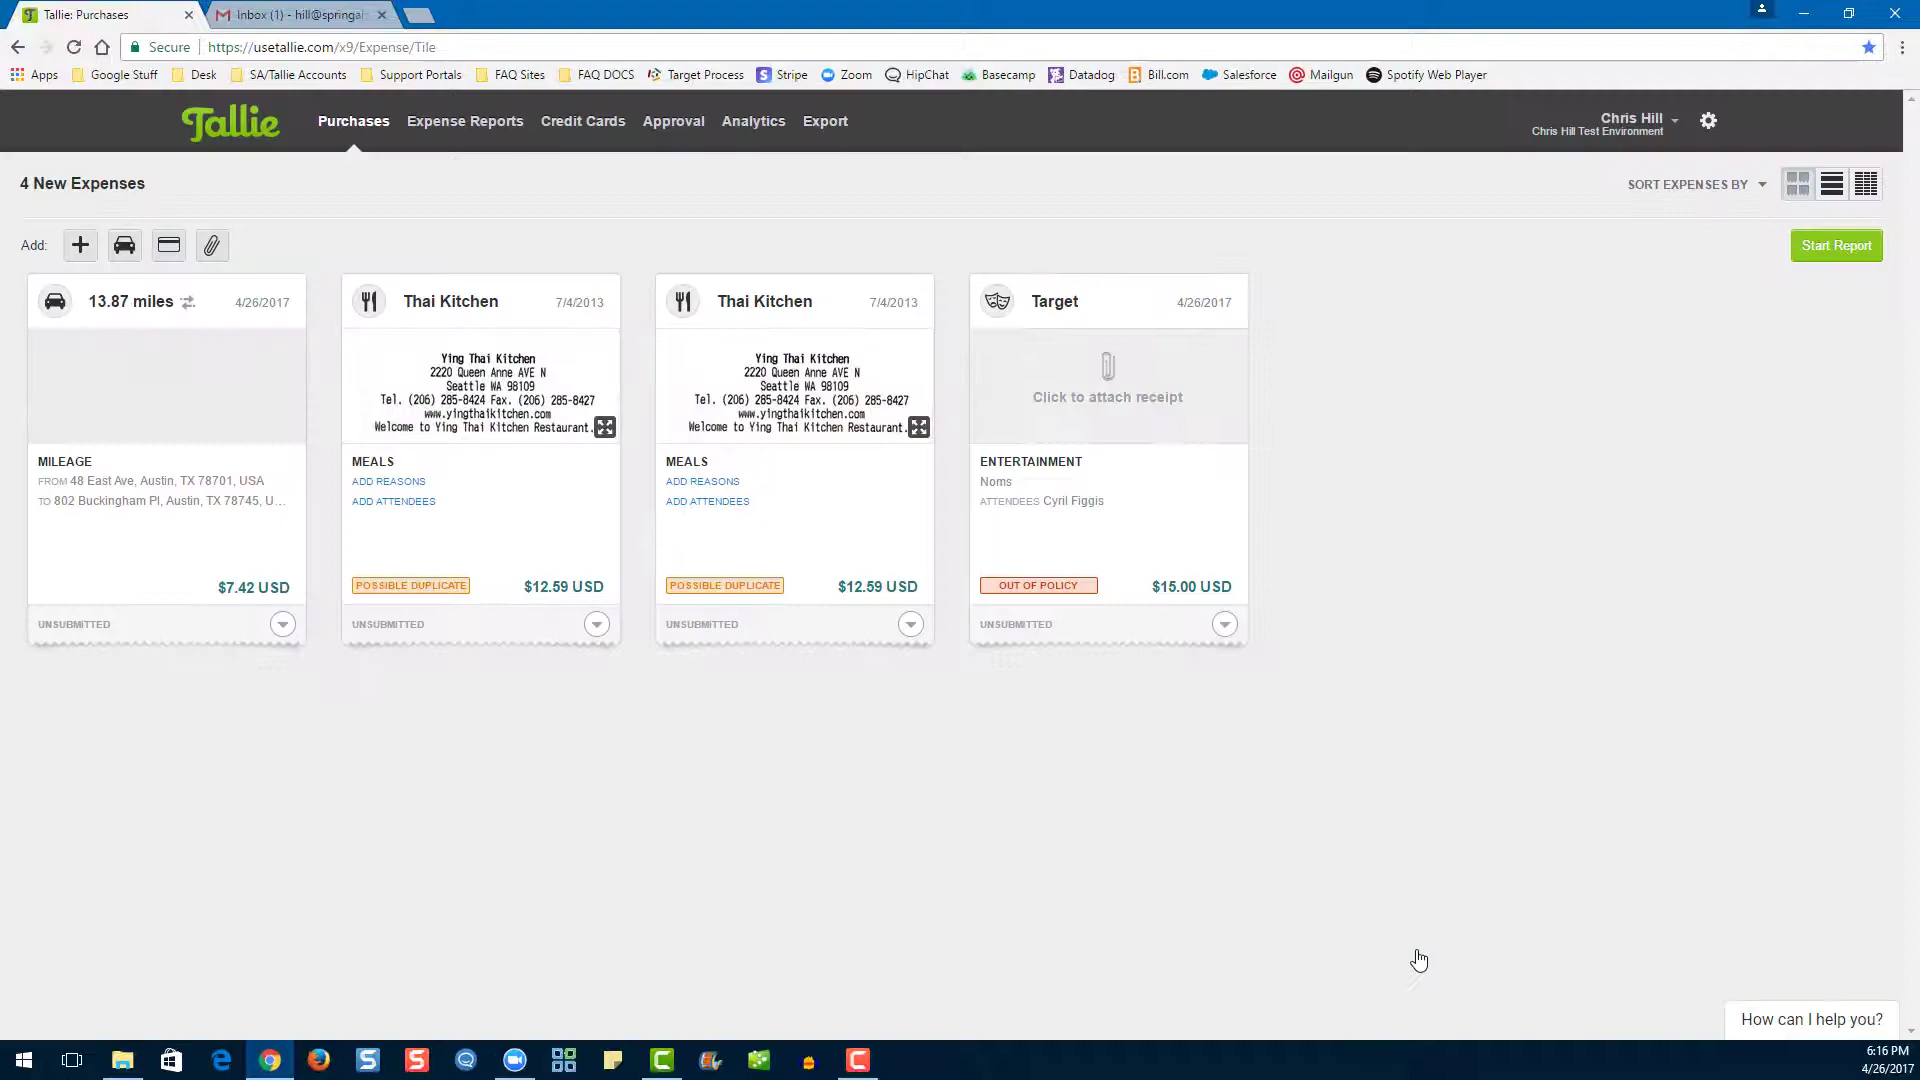 Tallie: Purchases
Inbox (1) - hill@springa
Secure
https://usetallie.com/x9/Expense/Tile
Apps
Google Stuff
Desk
SA/Tallie Accounts
Support Portals
FAQ Sites
FAQ DOCS
Target Process
Stripe
Zoom
HipChat
Basecamp
Datadog
Bill.com
Salesforce
Mailgun
Spotify Web Player
Tallie
Purchases
Expense Reports
Credit Cards
Approval
Analytics
Export
Chris Hill
Chris Hill Test Environment
4 New Expenses
SORT EXPENSES BY
Add:
Start Report
13.87 miles
4/26/2017
MILEAGE
FROM 48 East Ave, Austin, TX 78701, USA
TO 802 Buckingham Pl, Austin, TX 78745, U...
$7.42 USD
UNSUBMITTED
Thai Kitchen
7/4/2013
Ying Thai Kitchen
2220 Queen Anne AVE N
Seattle WA 98109
Tel. (206) 285-8424 Fax. (206) 285-8427
www.yingthaikitchen.com
Welcome to Ying Thai Kitchen Restaurant.
MEALS
ADD REASONS
ADD ATTENDEES
POSSIBLE DUPLICATE
$12.59 USD
UNSUBMITTED
Thai Kitchen
7/4/2013
Ying Thai Kitchen
2220 Queen Anne AVE N
Seattle WA 98109
Tel. (206) 285-8424 Fax. (206) 285-8427
www.yingthaikitchen.com
Welcome to Ying Thai Kitchen Restaurant.
MEALS
ADD REASONS
ADD ATTENDEES
POSSIBLE DUPLICATE
$12.59 USD
UNSUBMITTED
Target
4/26/2017
Click to attach receipt
ENTERTAINMENT
Noms
ATTENDEES Cyril Figgis
OUT OF POLICY
$15.00 USD
UNSUBMITTED
How can I help you?
6:16 PM
4/26/2017